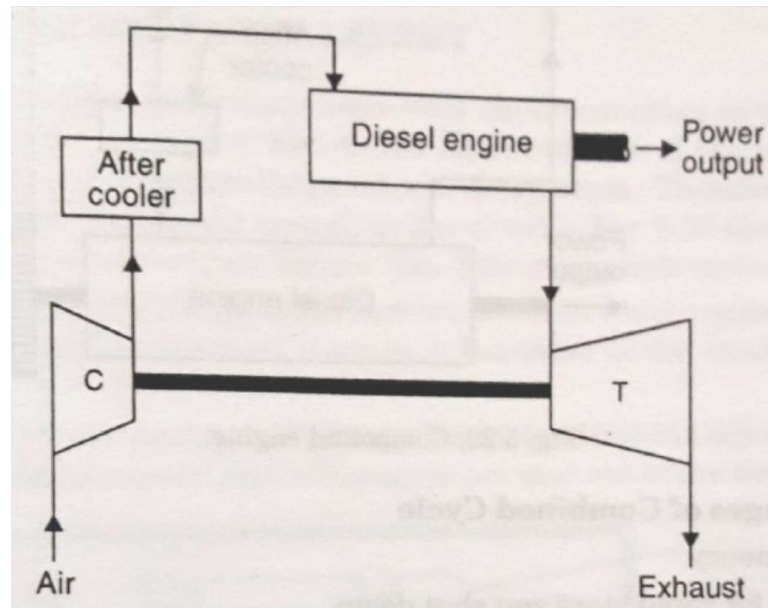 After
cooler
Diesel engine
Power
output
C
T
Air
Exhaust